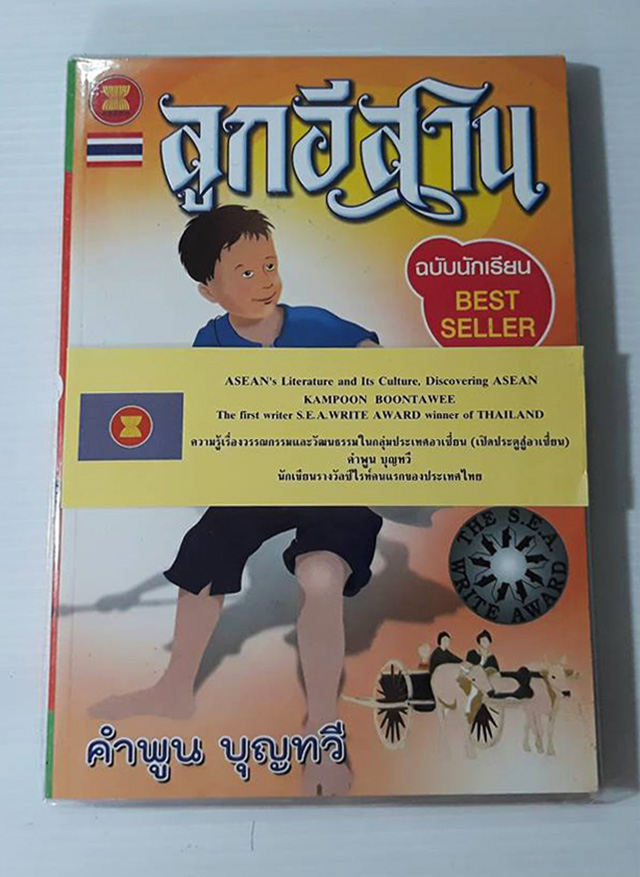 ลูกอีสาน
ฉบับนักเรียน
BEST
SELLER
ASEAN's Literature and Its Culture, Discovering ASEAN
KAMPOON BOONTAWEE
The first writer S.E.A.WRITE AWARD winner of THAILAND
ความรู้เรื่องวรรณกรรมและวัฒนธรรมในกลุ่มประเทศอาเซี่ยน (เปิดประตูสู่อาเซี่ยน)
คำพูน บุญทวี
นักเขียนรางวัลซีไรท์คนแรกของประเทศไทย
THE S.E.A.
WRITE AWARD
คำพูน บุญทวี